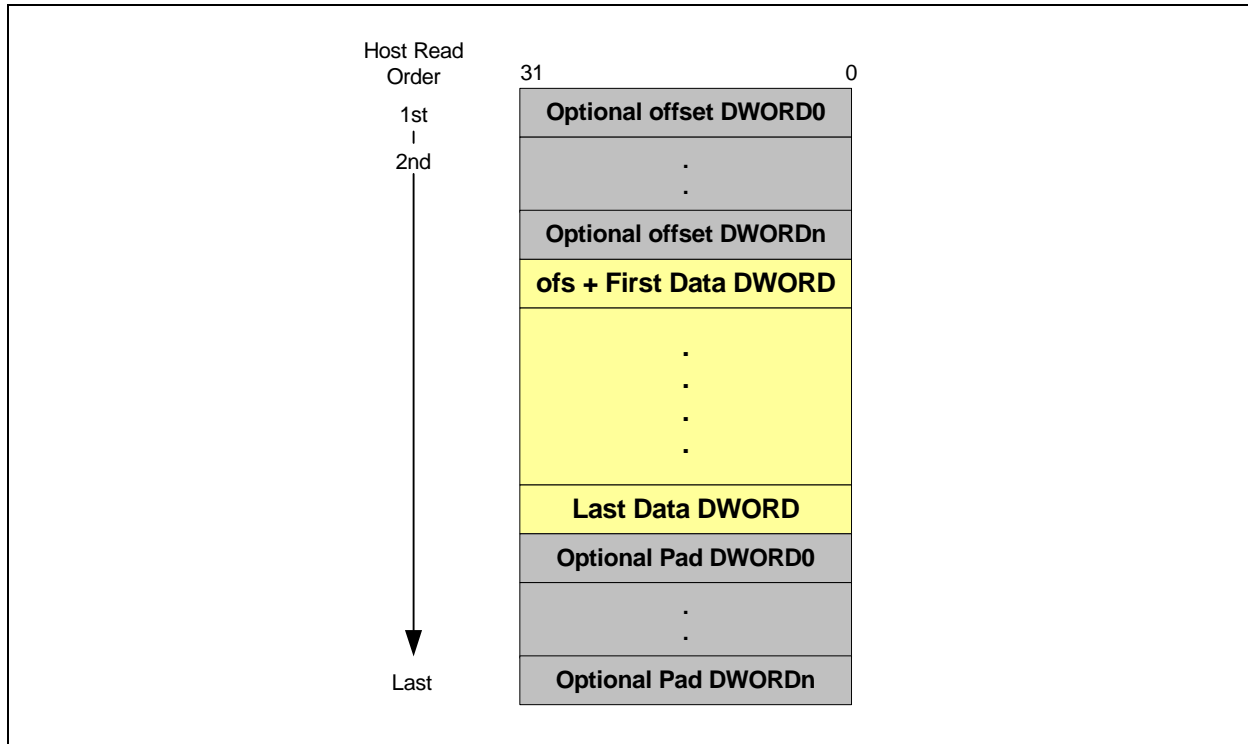 Host Read
Order
31 0
1st
2nd
Optional offset DWORD0
.
.
Optional offset DWORDn
ofs + First Data DWORD
.
.
.
.
Last Data DWORD
Optional Pad DWORD0
.
.
Last
Optional Pad DWORDn